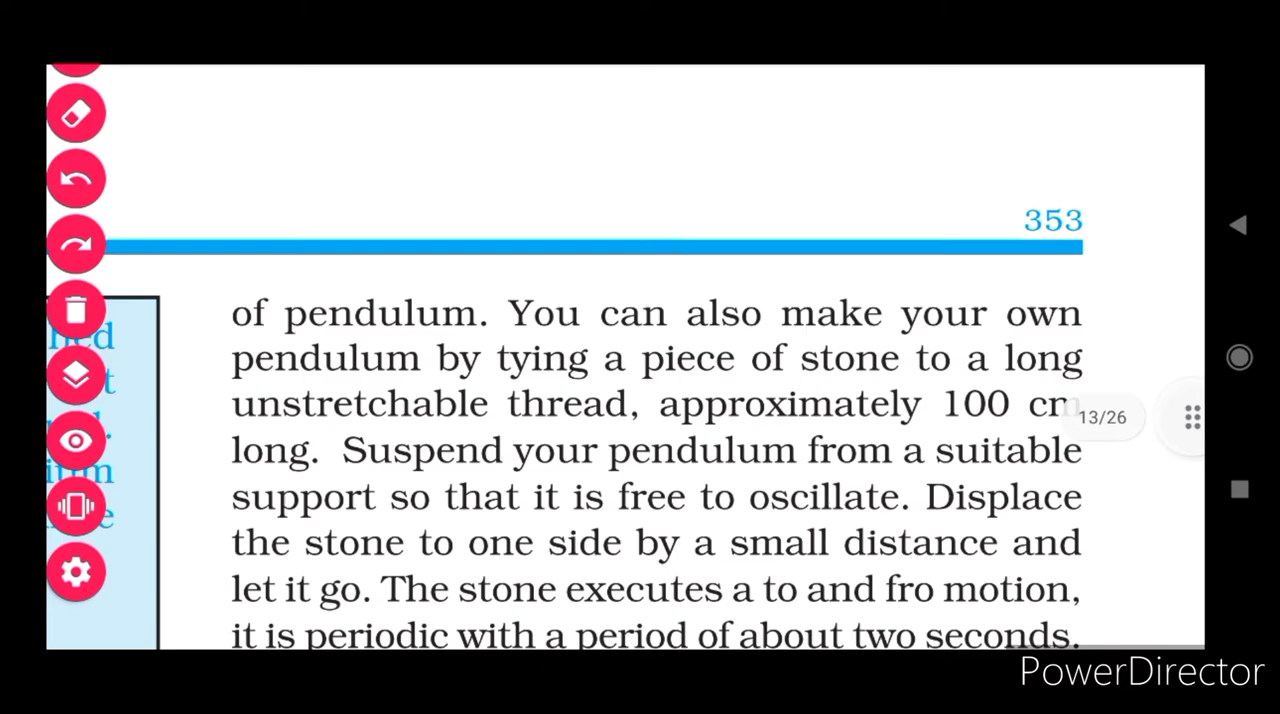 353
of pendulum. You can also make your own
pendulum by tying a piece of stone to a long
unstretchable thread, approximately 100 cm
long. Suspend your pendulum from a suitable
support so that it is free to oscillate. Displace
the stone to one side by a small distance and
let it go. The stone executes a to and fro motion,
it is periodic with a period of about two seconds.
13/26
PowerDirector